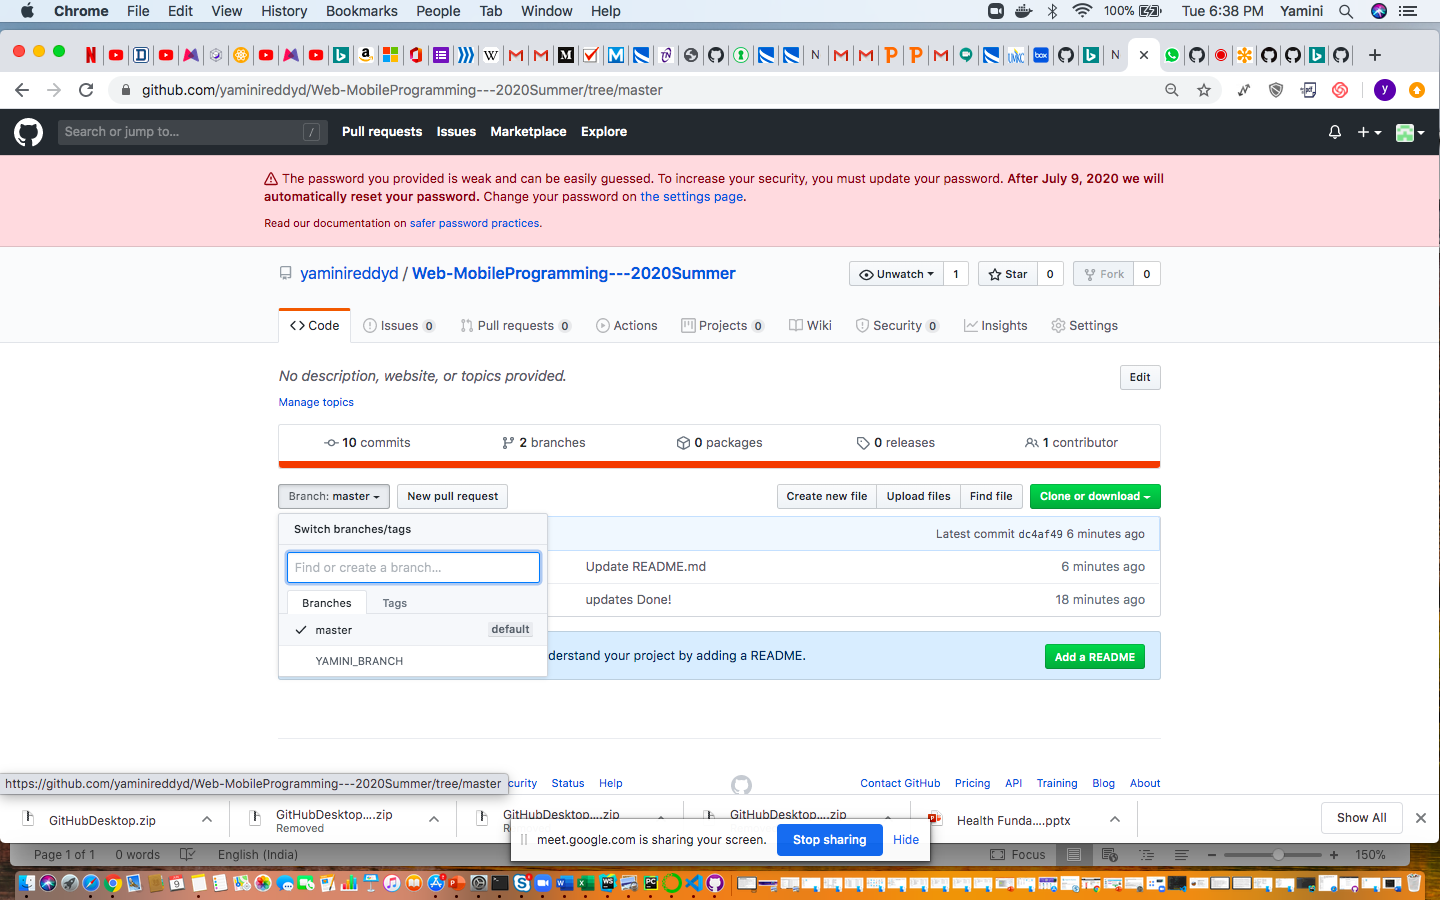 Chrome File Edit View History Bookmarks People Tab Window Help 100% Tue 6:38 PM Yamini
github.com/yaminireddyd/Web-MobileProgramming---2020Summer/tree/master
Search or jump to... / Pull requests Issues Marketplace Explore
The password you provided is weak and can be easily guessed. To increase your security, you must update your password. After July 9, 2020 we will
automatically reset your password. Change your password on the settings page.
Read our documentation on safer password practices.
yaminireddyd / Web-MobileProgramming---2020Summer Unwatch 1 Star 0 Fork 0
Code Issues 0 Pull requests 0 Actions Projects 0 Wiki Security 0 Insights Settings
No description, website, or topics provided. Edit
Manage topics
10 commits 2 branches 0 packages 0 releases 1 contributor
Branch: master New pull request Create new file Upload files Find file Clone or download
Switch branches/tags
Latest commit dc4af49 6 minutes ago
Find or create a branch... Update README.md 6 minutes ago
Branches Tags updates Done! 18 minutes ago
master default
derstand your project by adding a README. Add a README
YAMINI_BRANCH
https://github.com/yaminireddyd/Web-MobileProgramming---2020Summer/tree/master curity Status Help Contact GitHub Pricing API Training Blog About
GitHubDesktop.zip GitHubDesktop....zip GitHubDesktop....zip GitHubDesktop....zip Health Funda....pptx Show All
Removed
meet.google.com is sharing your screen. Stop sharing Hide
Page 1 of 1 0 words English (India) Focus 150%